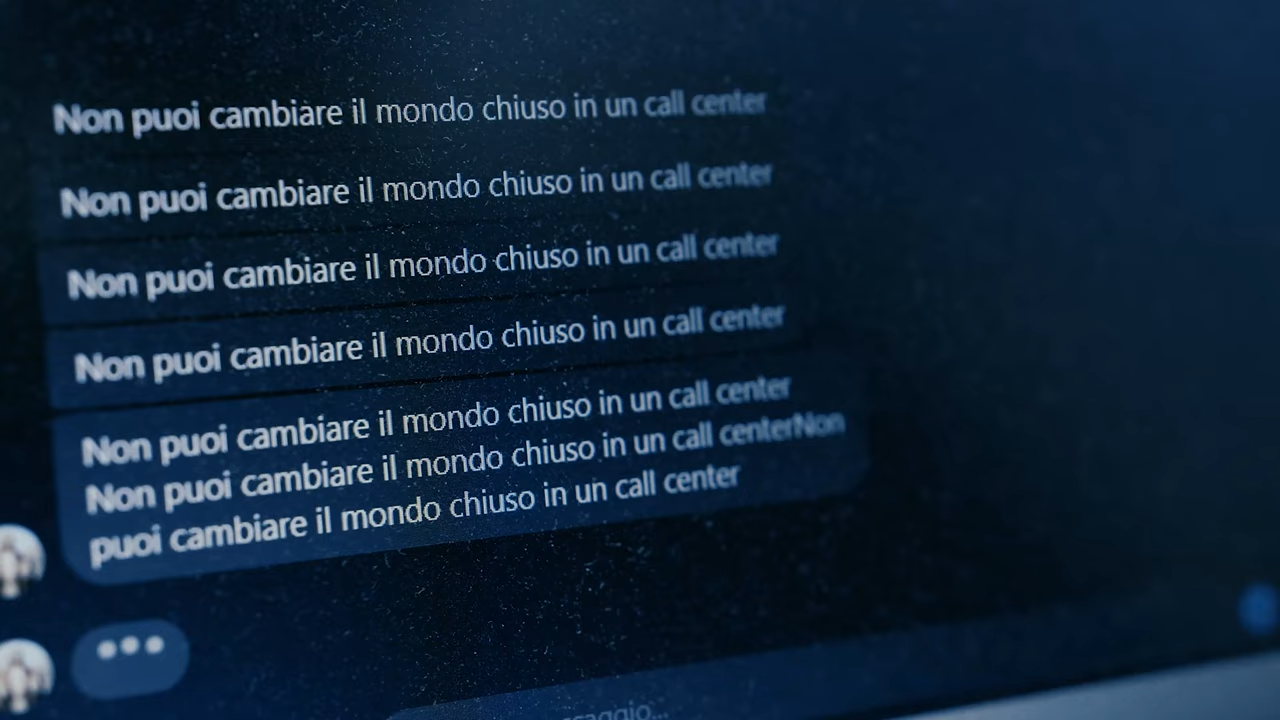 Non puoi cambiare il mondo chiuso in un call center
Non puoi cambiare il mondo chiuso in un call center
Non puoi cambiare il mondo chiuso in un call center
Non puoi cambiare il mondo chiuso in un call center
Non puoi cambiare il mondo chiuso in un call center
Non puoi cambiare il mondo chiuso in un call centerNon
puoi cambiare il mondo chiuso in un call center